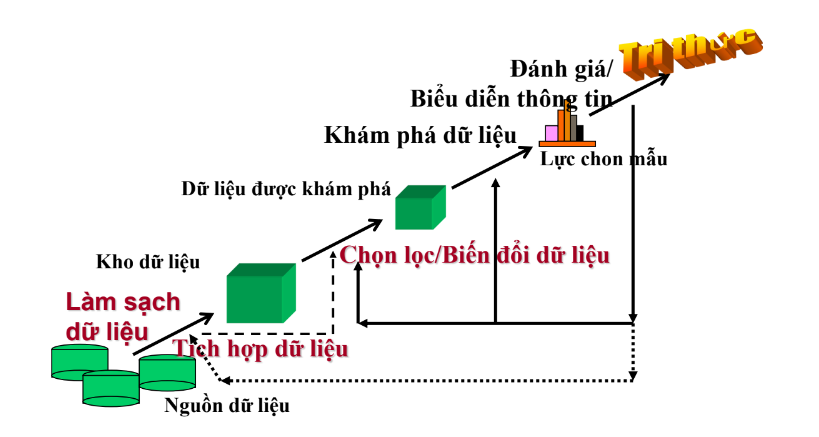 Tri thức
Đánh giá/
Biểu diễn thông tin
Khám phá dữ liệu
Lực chon mẫu
Dữ liệu được khám phá
Chọn lọc/Biến đổi dữ liệu
Kho dữ liệu
Làm sạch
dữ liệu
Tích hợp dữ liệu
Nguồn dữ liệu